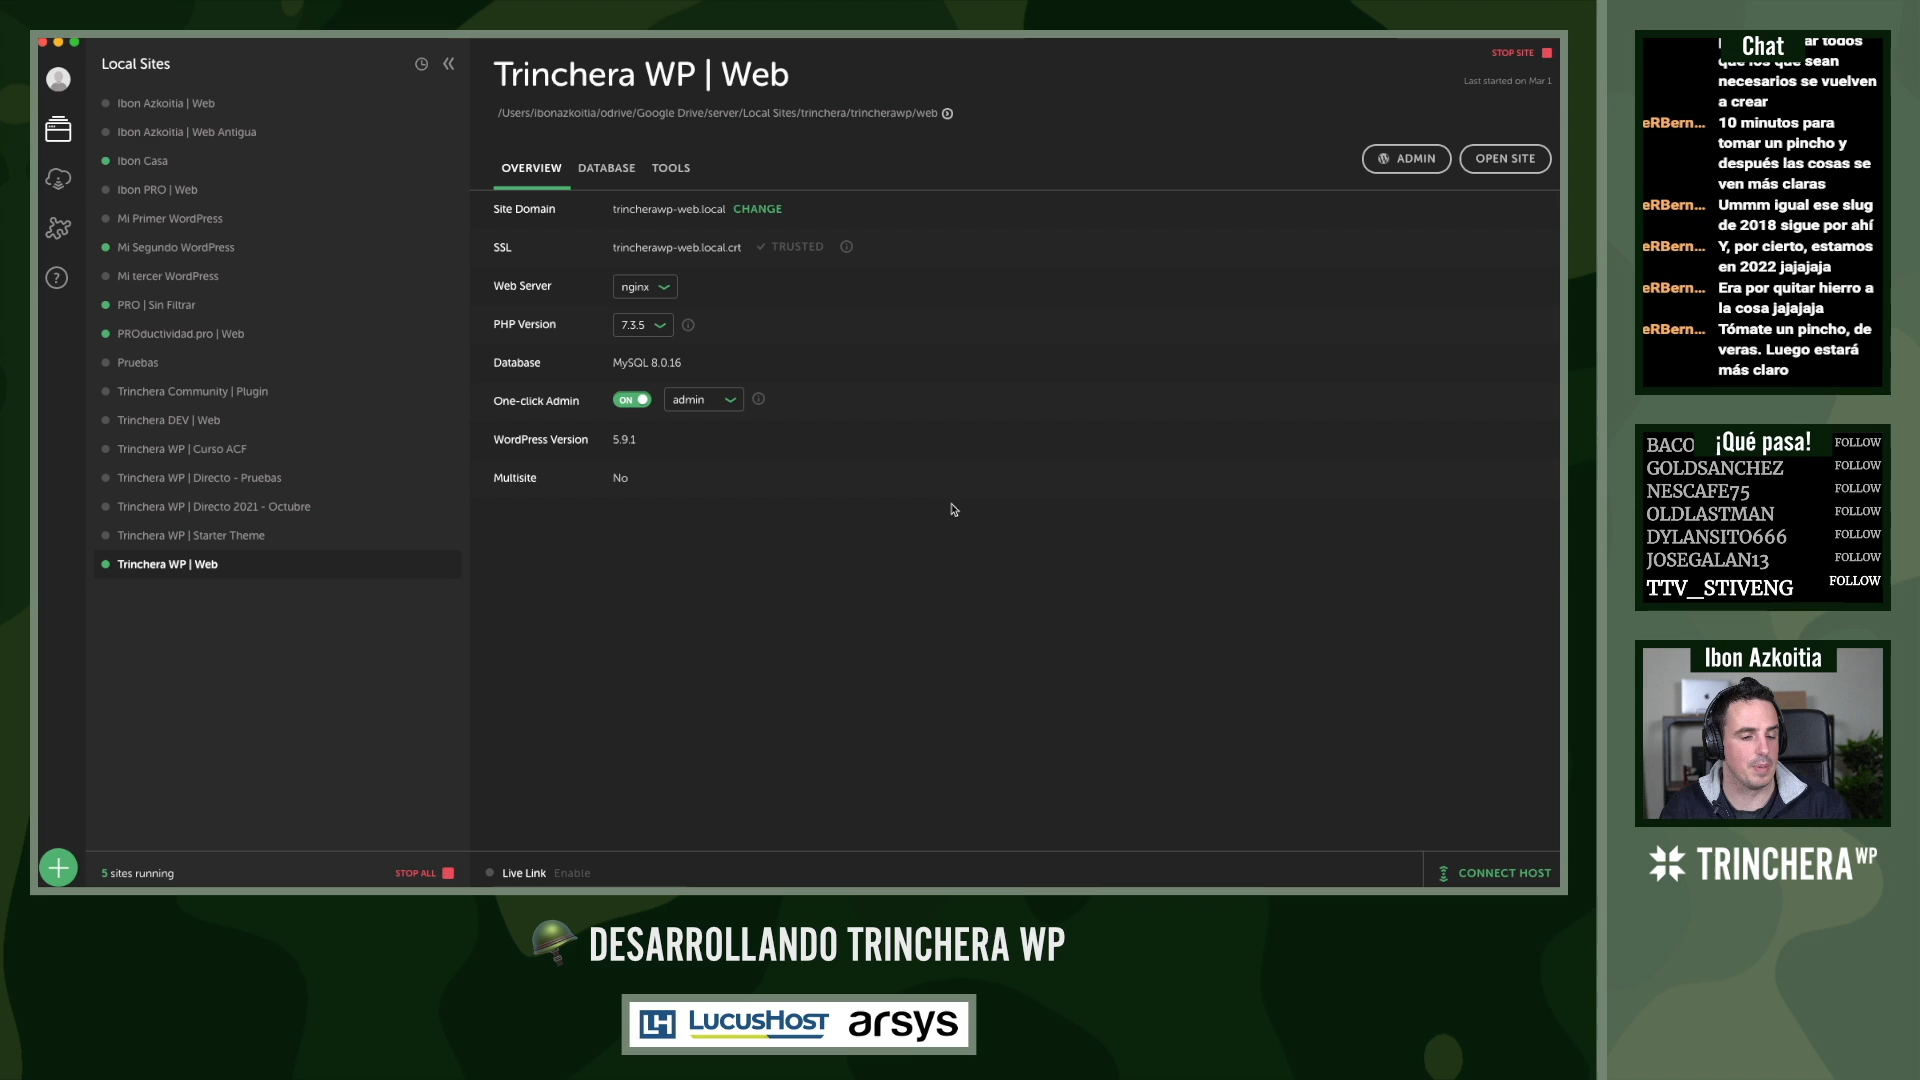 Local Sites
Ibon Azkoitia | Web
Ibon Azkoitia | Web Antigua
Ibon Casa
Ibon PRO | Web
Mi Primer WordPress
Mi Segundo WordPress
Mi tercer WordPress
PRO | Sin Filtrar
PROductividad.pro | Web
Pruebas
Trinchera Community | Plugin
Trinchera DEV | Web
Trinchera WP | Curso ACF
Trinchera WP | Directo - Pruebas
Trinchera WP | Directo 2021 - Octubre
Trinchera WP | Starter Theme
Trinchera WP | Web
5 sites running
STOP ALL
Trinchera WP | Web
STOP SITE
Last started on Mar 1
/Users/ibonazkoitia/odrive/Google Drive/server/Local Sites/trinchera/trincherawp/web
OVERVIEW DATABASE TOOLS
ADMIN
OPEN SITE
Site Domain trincherawp-web.local CHANGE
SSL trincherawp-web.local.crt TRUSTED
Web Server nginx
PHP Version 7.3.5
Database MySQL 8.0.16
One-click Admin ON admin
WordPress Version 5.9.1
Multisite No
Live Link Enable
CONNECT HOST
Chat
ar todos
que los que sean
necesarios se vuelven
a crear
eRBern... 10 minutos para
tomar un pincho y
después las cosas se
ven más claras
eRBern... Ummm igual ese slug
de 2018 sigue por ahí
eRBern... Y, por cierto, estamos
en 2022 jajajaja
eRBern... Era por quitar hierro a
la cosa jajajaja
eRBern... Tómate un pincho, de
veras. Luego estará
más claro
¡Qué pasa!
BACO FOLLOW
GOLDSANCHEZ FOLLOW
NESCAFE75 FOLLOW
OLDLASTMAN FOLLOW
DYLANSITO666 FOLLOW
JOSEGALAN13 FOLLOW
TTV_STIVENG FOLLOW
Ibon Azkoitia
TRINCHERA WP
DESARROLLANDO TRINCHERA WP
LH LUCUSHOST arsys